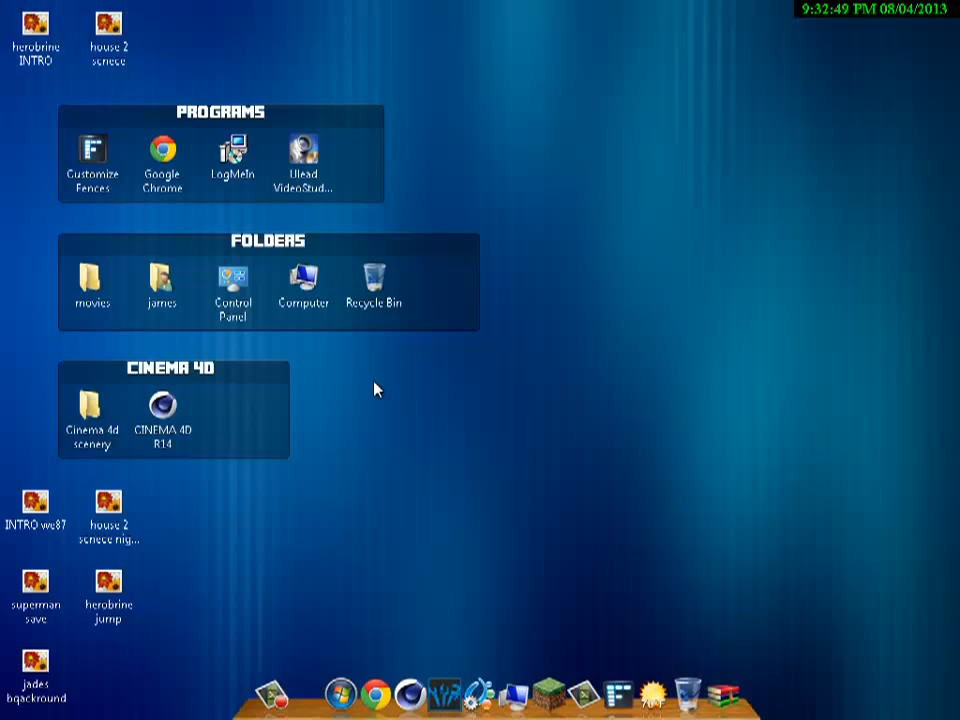 9:32:49 PM 08/04/2013
herobrine
INTRO
house 2
scnece
PROGRAMS
Customize
Fences
Google
Chrome
LogMeIn
Ulead
VideoStud...
FOLDERS
movies
james
Control
Panel
Computer
Recycle Bin
CINEMA 4D
Cinema 4d
scenery
CINEMA 4D
R14
INTRO we87
house 2
scnece nig...
superman
save
herobrine
jump
jades
bqackround
70°F